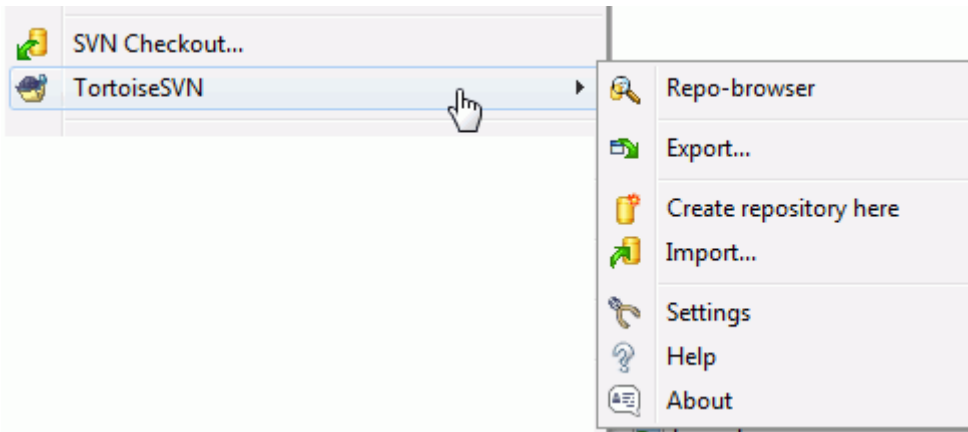 SVN Checkout...
TortoiseSVN
Repo-browser
Export...
Create repository here
Import...
Settings
Help
About